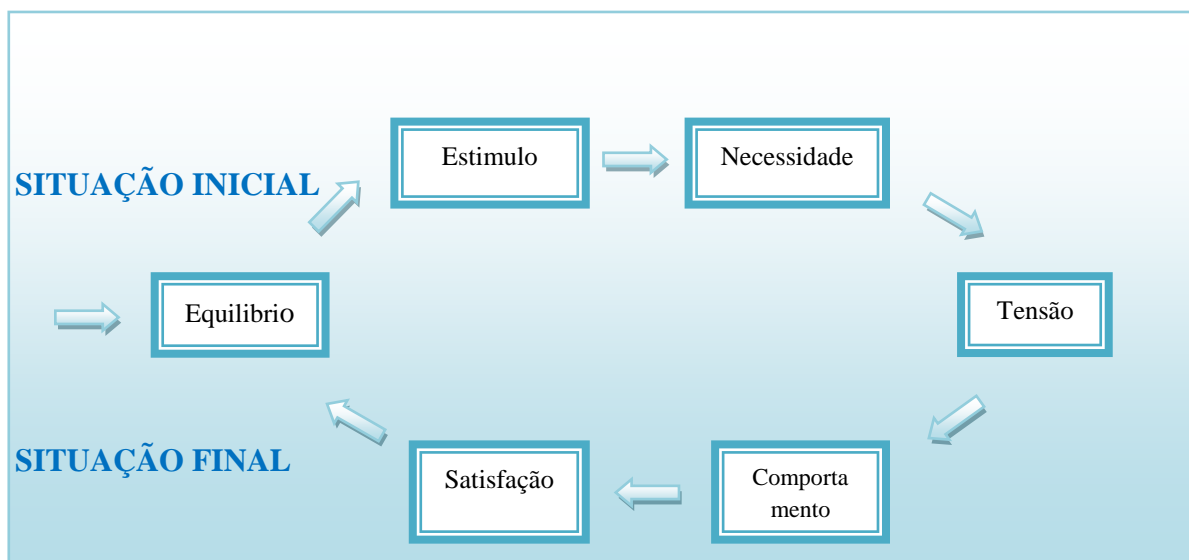 Estimulo
Necessidade
SITUAÇÃO INICIAL
Equilibrio
Tensão
SITUAÇÃO FINAL
Satisfação
Comporta
mento